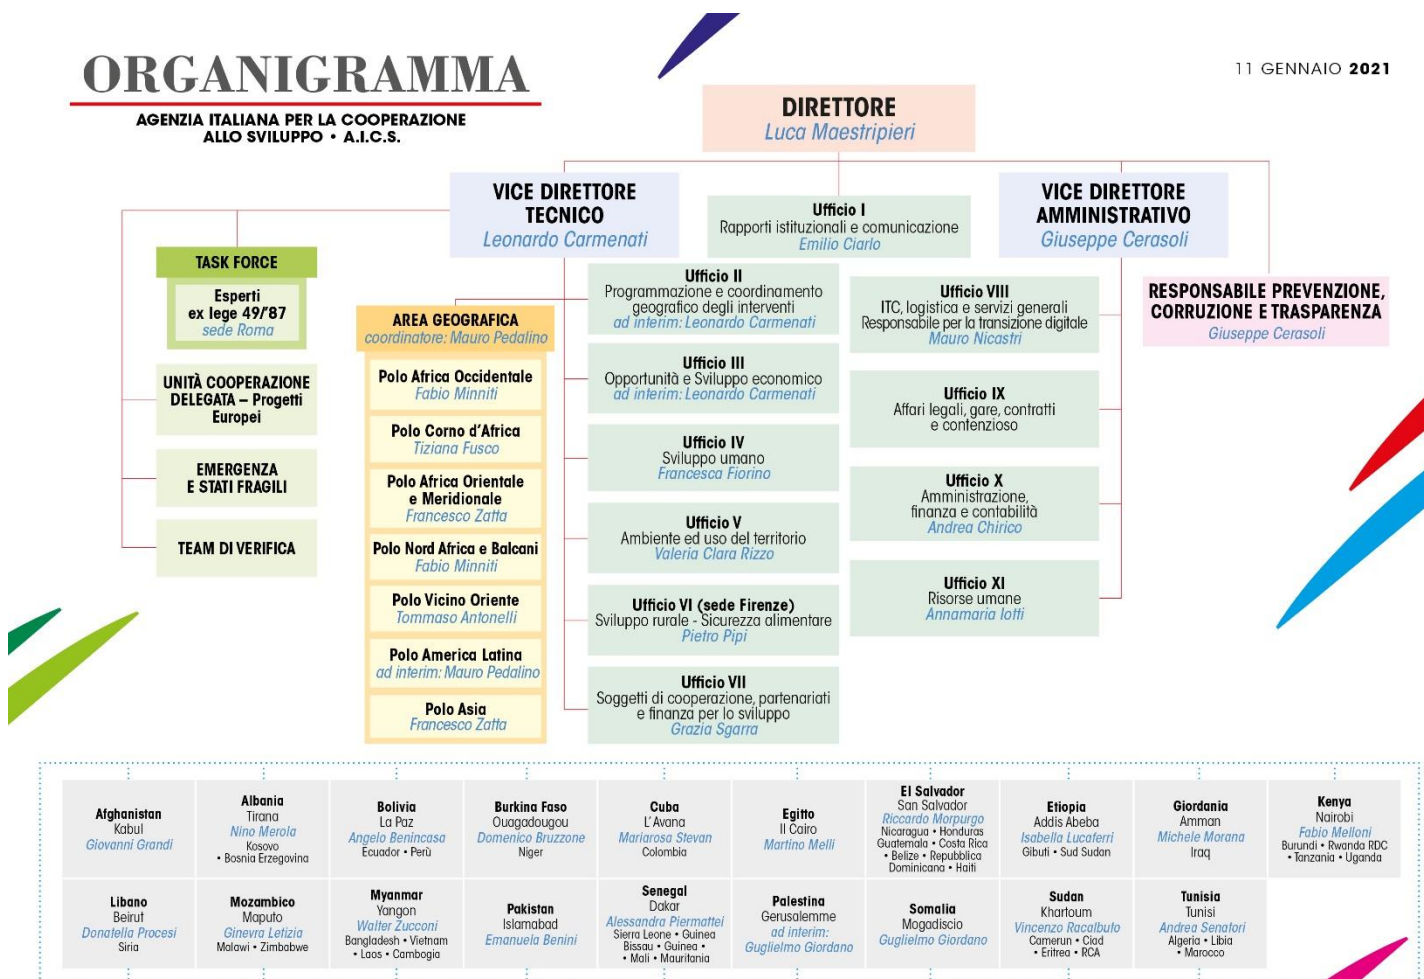 ORGANIGRAMMA
AGENZIA ITALIANA PER LA COOPERAZIONE
ALLO SVILUPPO • A.I.C.S.
11 GENNAIO 2021
DIRETTORE
Luca Maestripieri
VICE DIRETTORE
TECNICO
Leonardo Carmenati
Ufficio I
Rapporti istituzionali e comunicazione
Emilio Ciarlo
VICE DIRETTORE
AMMINISTRATIVO
Giuseppe Cerasoli
RESPONSABILE PREVENZIONE,
CORRUZIONE E TRASPARENZA
Giuseppe Cerasoli
TASK FORCE
Esperti
ex lege 49/'87
sede Roma
UNITÀ COOPERAZIONE
DELEGATA – Progetti
Europei
EMERGENZA
E STATI FRAGILI
TEAM DI VERIFICA
AREA GEOGRAFICA
coordinatore: Mauro Pedalino
Polo Africa Occidentale
Fabio Minniti
Polo Corno d'Africa
Tiziana Fusco
Polo Africa Orientale
e Meridionale
Francesco Zatta
Polo Nord Africa e Balcani
Fabio Minniti
Polo Vicino Oriente
Tommaso Antonelli
Polo America Latina
ad interim: Mauro Pedalino
Polo Asia
Francesco Zatta
Ufficio II
Programmazione e coordinamento
geografico degli interventi
ad interim: Leonardo Carmenati
Ufficio III
Opportunità e Sviluppo economico
ad interim: Leonardo Carmenati
Ufficio IV
Sviluppo umano
Francesca Fiorino
Ufficio V
Ambiente ed uso del territorio
Valeria Clara Rizzo
Ufficio VI (sede Firenze)
Sviluppo rurale - Sicurezza alimentare
Pietro Pipi
Ufficio VII
Soggetti di cooperazione, partenariati
e finanza per lo sviluppo
Grazia Sgarra
Ufficio VIII
ITC, logistica e servizi generali
Responsabile per la transizione digitale
Mauro Nicastri
Ufficio IX
Affari legali, gare, contratti
e contenzioso
Ufficio X
Amministrazione,
finanza e contabilità
Andrea Chirico
Ufficio XI
Risorse umane
Annamaria Iotti
Afghanistan
Kabul
Giovanni Grandi
Albania
Tirana
Nino Merola
Kosovo
• Bosnia Erzegovina
Bolivia
La Paz
Angelo Benincasa
Ecuador • Perù
Burkina Faso
Ouagadougou
Domenico Bruzzone
Niger
Cuba
L'Avana
Mariarosa Stevan
Colombia
Egitto
Il Cairo
Martino Melli
El Salvador
San Salvador
Riccardo Morpurgo
Nicaragua • Honduras
Guatemala • Costa Rica
• Belize • Repubblica
Dominicana • Haiti
Etiopia
Addis Abeba
Isabella Lucaferri
Gibuti • Sud Sudan
Giordania
Amman
Michele Morana
Iraq
Kenya
Nairobi
Fabio Melloni
Burundi • Rwanda RDC
• Tanzania • Uganda
Libano
Beirut
Donatella Procesi
Siria
Mozambico
Maputo
Ginevra Letizia
Malawi • Zimbabwe
Myanmar
Yangon
Walter Zucconi
Bangladesh • Vietnam
• Laos • Cambogia
Pakistan
Islamabad
Emanuela Benini
Senegal
Dakar
Alessandra Piermattei
Sierra Leone • Guinea
Bissau • Guinea •
• Mali • Mauritania
Palestina
Gerusalemme
ad interim:
Guglielmo Giordano
Somalia
Mogadiscio
Guglielmo Giordano
Sudan
Khartoum
Vincenzo Racalbuto
Camerun • Ciad
• Eritrea • RCA
Tunisia
Tunisi
Andrea Senatori
Algeria • Libia
• Marocco